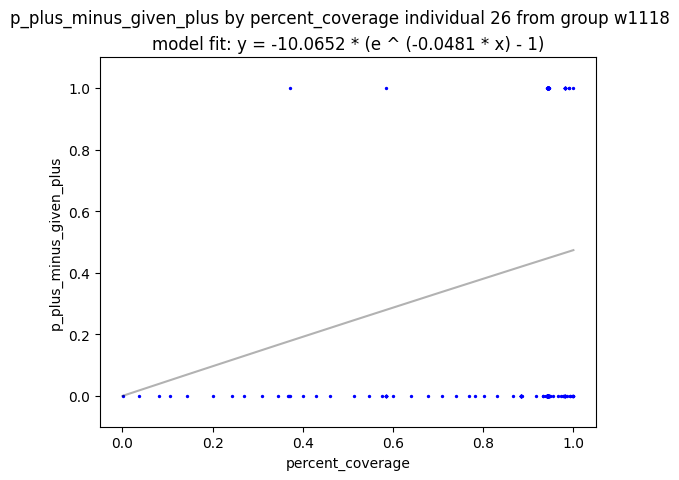 p_plus_minus_given_plus by percent_coverage individual 26 from group w1118
model fit: y = -10.0652 * (e ^ (-0.0481 * x) - 1)
1.0
0.8
0.6
0.4
0.2
0.0
p_plus_minus_given_plus
0.0 0.2 0.4 0.6 0.8 1.0
percent_coverage